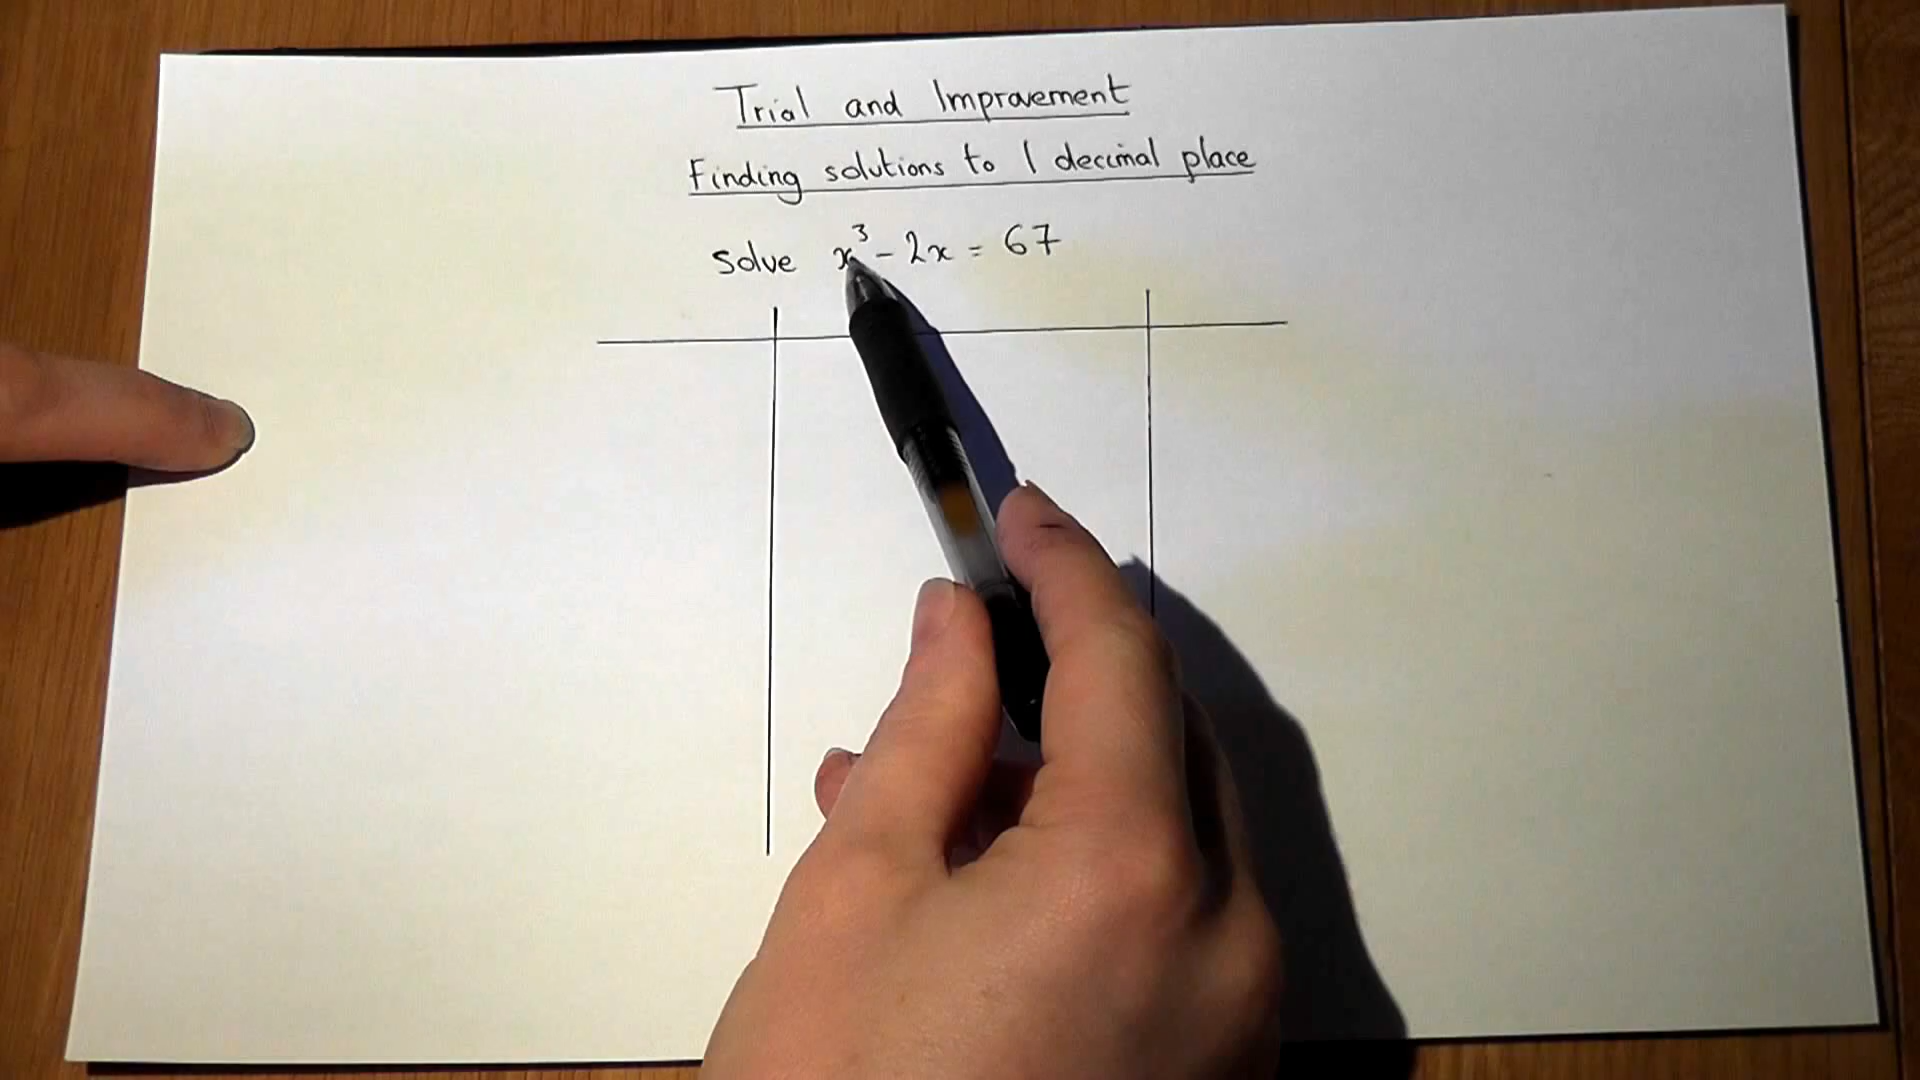 Trial and Improvement
Finding solutions to 1 decimal place
Solve x³ - 2x = 67